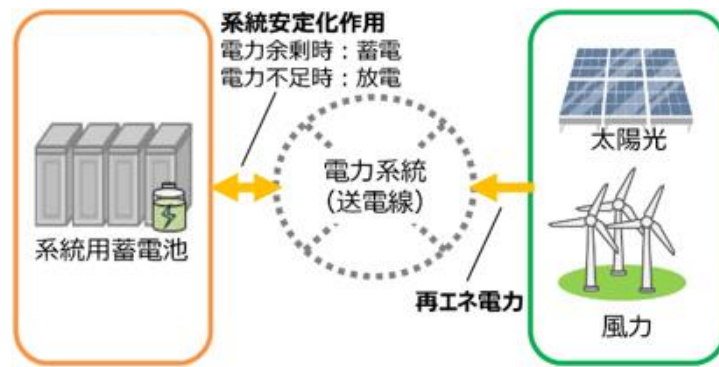 系統安定化作用
電力余剰時：蓄電
電力不足時：放電
系統用蓄電池
電力系統
（送電線）
太陽光
再エネ電力
風力